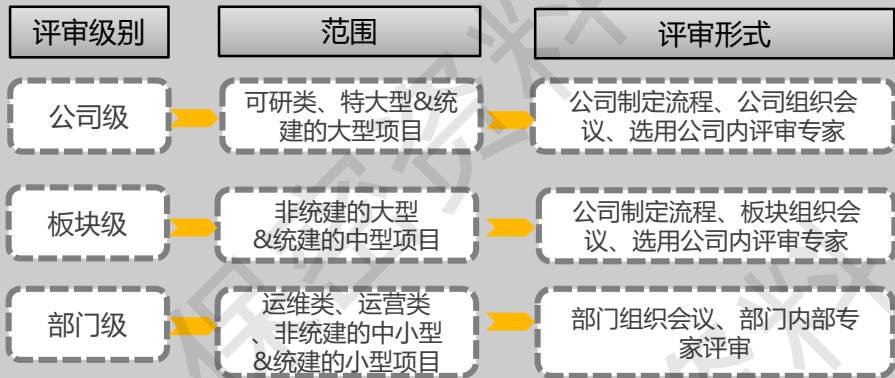 评审级别
范围
评审形式
公司级
可研类、特大型&统
建的大型项目
公司制定流程、公司组织会
议、选用公司内评审专家
板块级
非统建的大型
&统建的中型项目
公司制定流程、板块组织会
议、选用公司内评审专家
部门级
运维类、运营类
、非统建的中小型
&统建的小型项目
部门组织会议、部门内部专
家评审
保密资料
资料